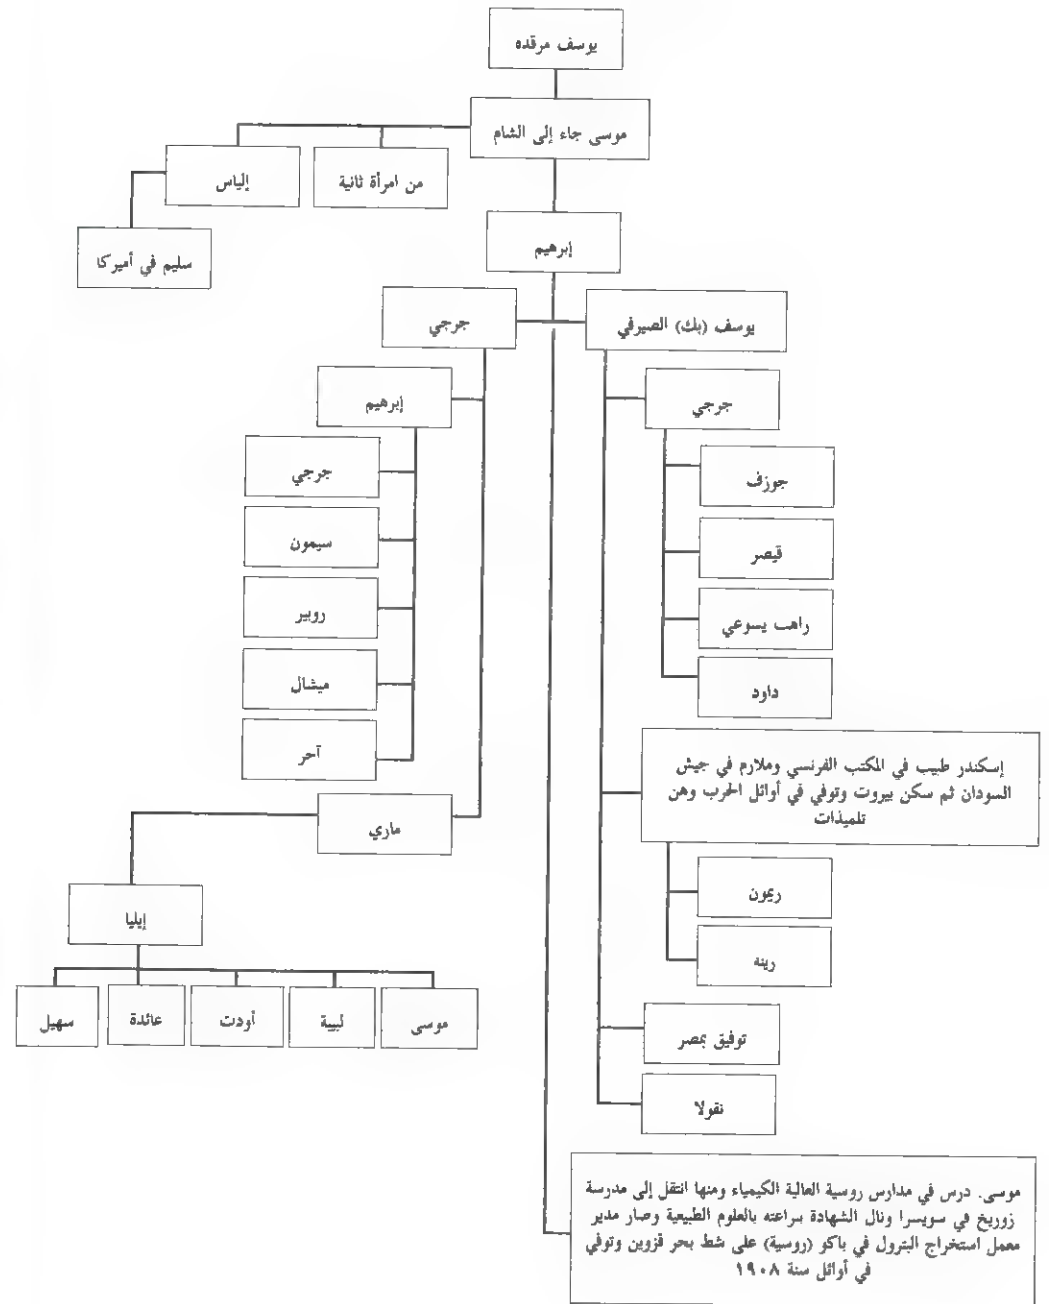 يوسف مرقده
موسى جاء إلى الشام
من امرأة ثانية
إلياس
سليم في أميركا
إبرهيم
جرجي
يوسف (بك) الصيرفي
إبرهيم
جرجي
جرجي
سيمون
روبير
ميشال
آخر
جوزف
قيصر
راهب يسوعي
داود
إسكندر طبيب في المكتب الفرنسي وملازم في جيش
السودان ثم سكن بيروت وتوفي في أوائل الحرب وهن
تلميذات
ريمون
رينه
ماري
إيليا
موسى
لبيبة
أودت
عائدة
سهيل
توفيق بمصر
نقولا
موسى. درس في مدارس روسية العالية الكيمياء ومنها انتقل إلى مدرسة
زوريخ في سويسرا ونال الشهادة ببراعته بالعلوم الطبيعية وصار مدير
معمل استخراج البترول في باكو (روسية) على شط بحر قزوين وتوفي
في أوائل سنة ١٩٠٨